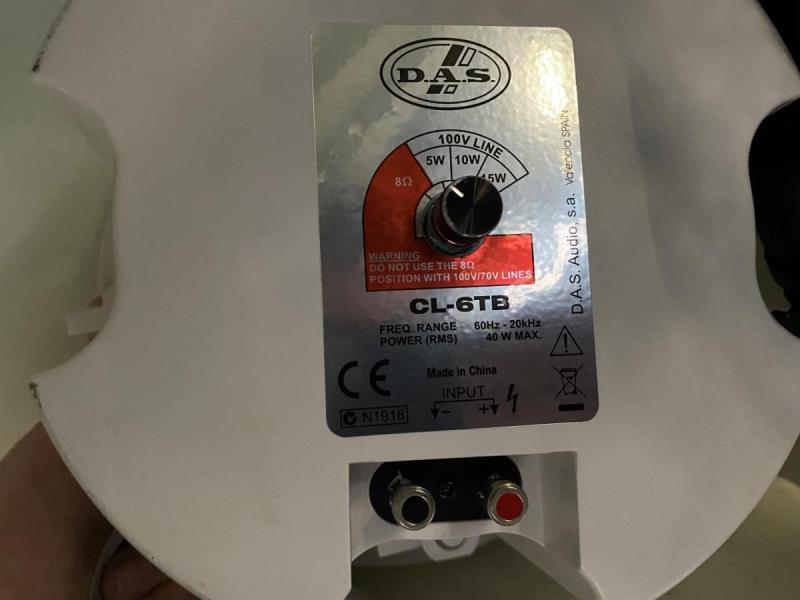 D.A.S.
100V LINE
5W 10W 15W
8Ω
WARNING
DO NOT USE THE 8Ω
POSITION WITH 100V/70V LINES
CL-6TB
FREQ. RANGE 60Hz - 20kHz
POWER (RMS) 40 W MAX.
Made in China
CE
INPUT
- +
N1918
D.A.S. Audio, s.a. Valencia SPAIN